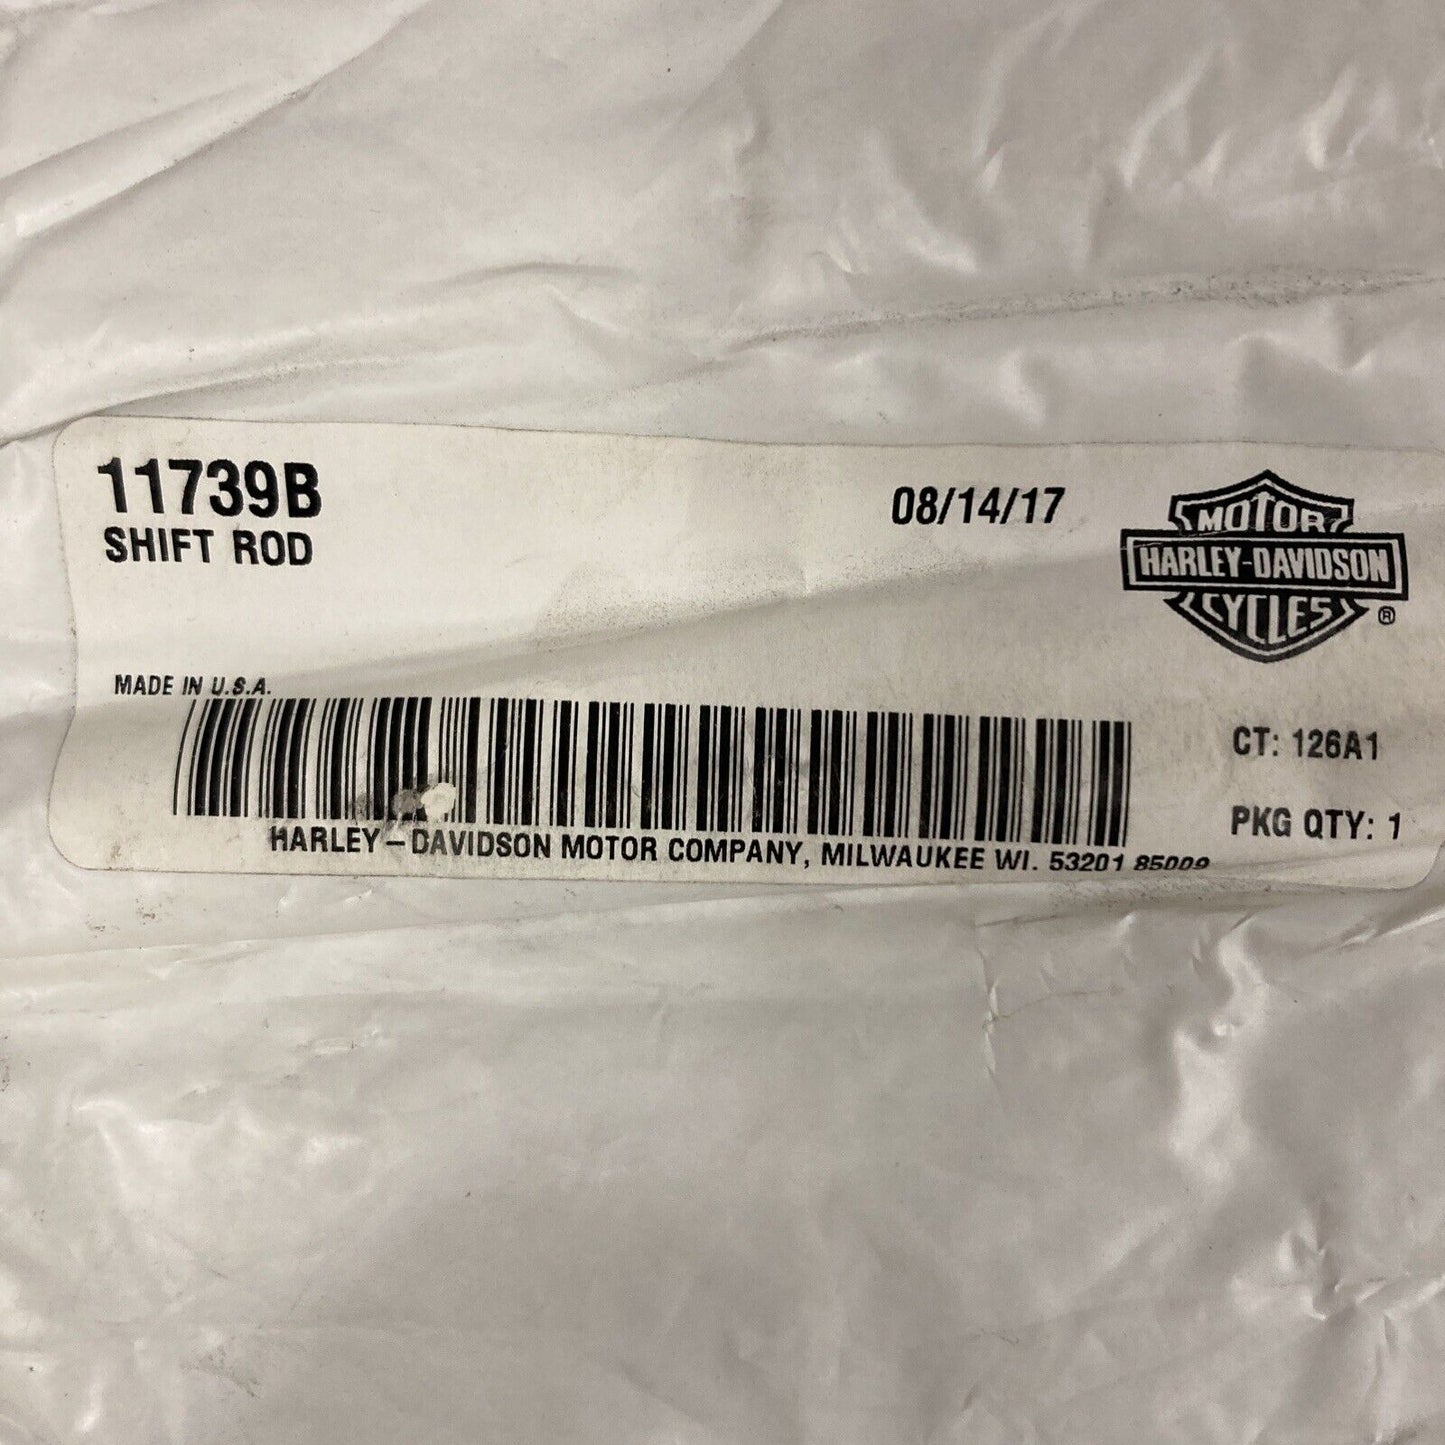 11739B
SHIFT ROD
08/14/17
MOTOR
HARLEY-DAVIDSON
CYCLES ®
MADE IN U.S.A.
CT: 126A1
PKG QTY: 1
HARLEY-DAVIDSON MOTOR COMPANY, MILWAUKEE WI. 53201 85009